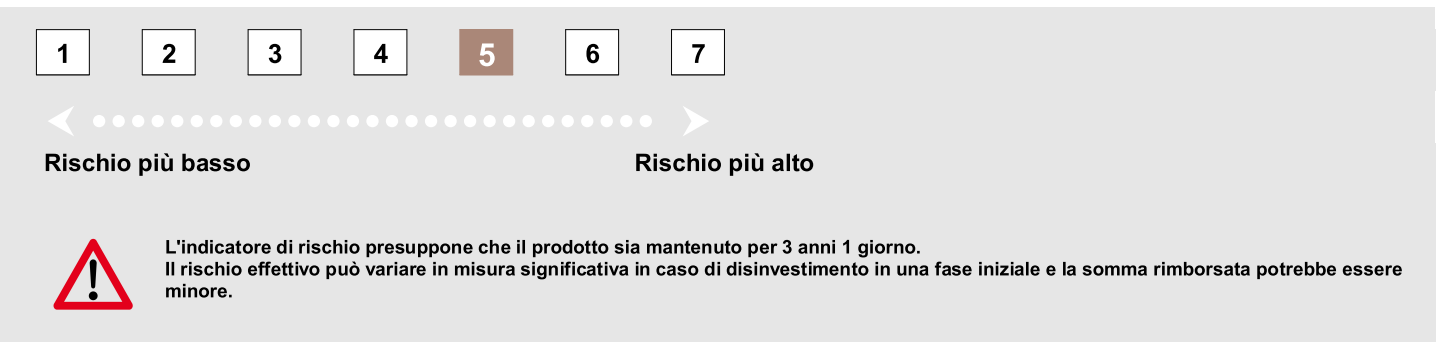 1 2 3 4 5 6 7
Rischio più basso Rischio più alto
L'indicatore di rischio presuppone che il prodotto sia mantenuto per 3 anni 1 giorno.
Il rischio effettivo può variare in misura significativa in caso di disinvestimento in una fase iniziale e la somma rimborsata potrebbe essere
minore.